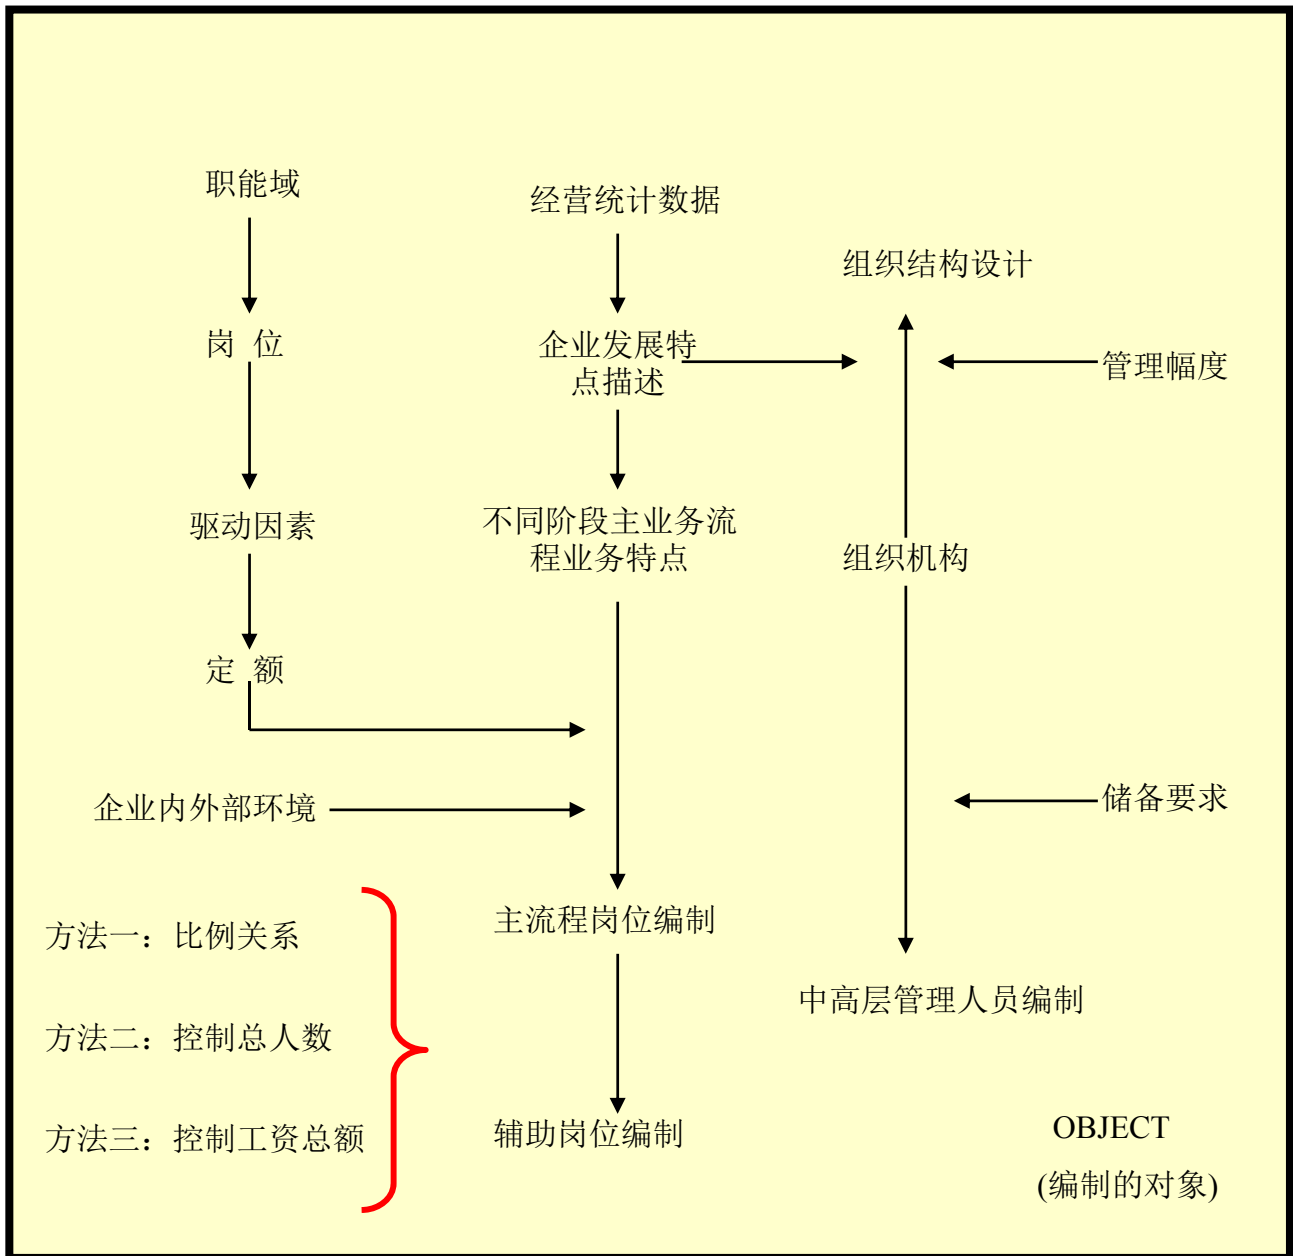 职能域
经营统计数据
组织结构设计
岗 位
企业发展特
点描述
管理幅度
驱动因素
不同阶段主业务流
程业务特点
组织机构
定 额
企业内外部环境
储备要求
方法一：比例关系
主流程岗位编制
中高层管理人员编制
方法二：控制总人数
方法三：控制工资总额
辅助岗位编制
OBJECT
(编制的对象)